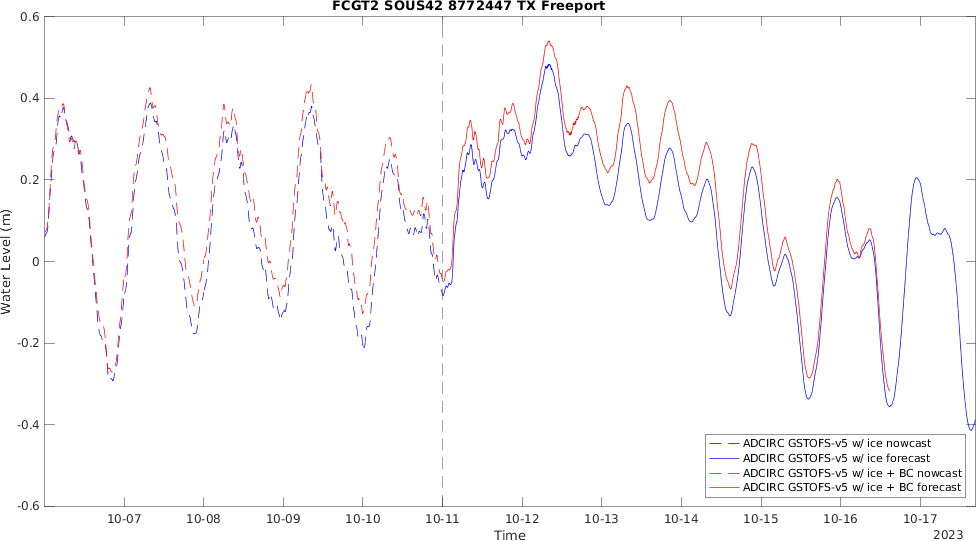 FCGT2 SOUS42 8772447 TX Freeport
0.6
0.4
0.2
0
-0.2
-0.4
-0.6
Water Level (m)
10-07 10-08 10-09 10-10 10-11 10-12 10-13 10-14 10-15 10-16 10-17
Time
2023
ADCIRC GSTOFS-v5 w/ ice nowcast
ADCIRC GSTOFS-v5 w/ ice forecast
ADCIRC GSTOFS-v5 w/ ice + BC nowcast
ADCIRC GSTOFS-v5 w/ ice + BC forecast